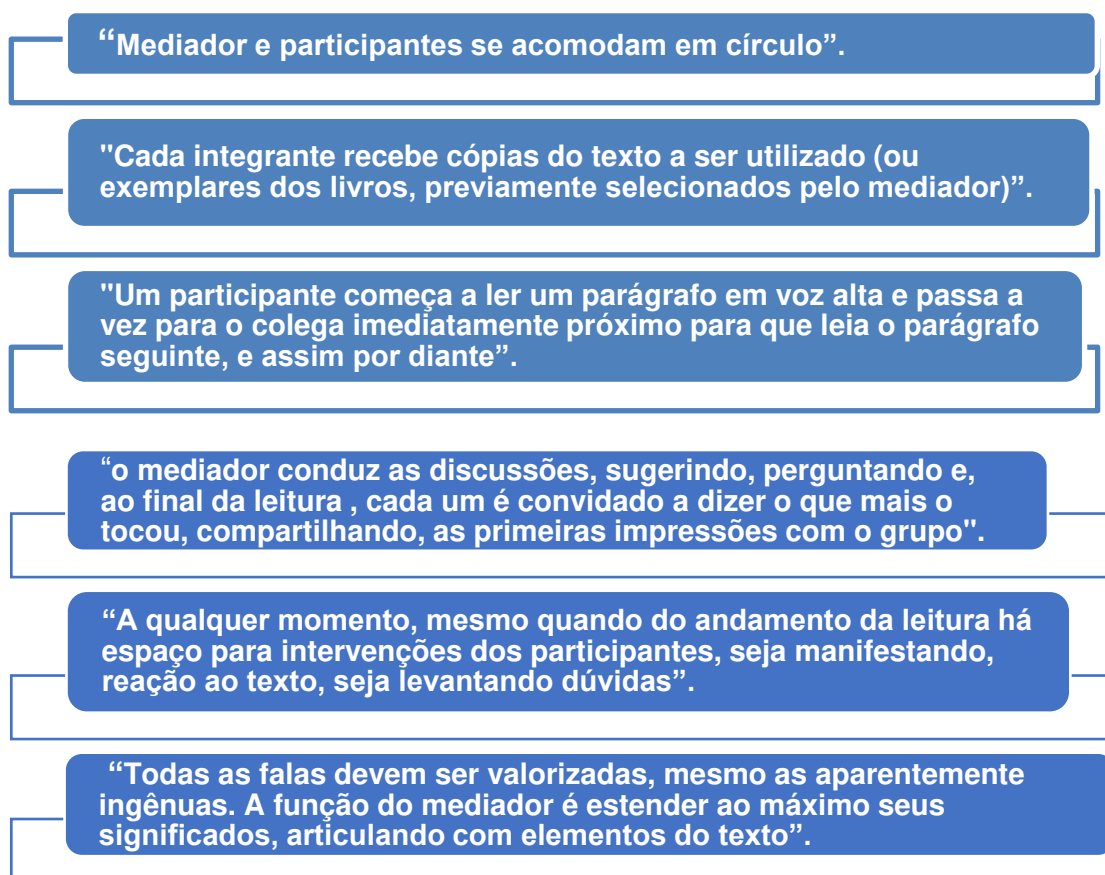 “Mediador e participantes se acomodam em círculo”.
"Cada integrante recebe cópias do texto a ser utilizado (ou
exemplares dos livros, previamente selecionados pelo mediador)”.
"Um participante começa a ler um parágrafo em voz alta e passa a
vez para o colega imediatamente próximo para que leia o parágrafo
seguinte, e assim por diante”.
“o mediador conduz as discussões, sugerindo, perguntando e,
ao final da leitura , cada um é convidado a dizer o que mais o
tocou, compartilhando, as primeiras impressões com o grupo".
“A qualquer momento, mesmo quando do andamento da leitura há
espaço para intervenções dos participantes, seja manifestando,
reação ao texto, seja levantando dúvidas”.
“Todas as falas devem ser valorizadas, mesmo as aparentemente
ingênuas. A função do mediador é estender ao máximo seus
significados, articulando com elementos do texto”.